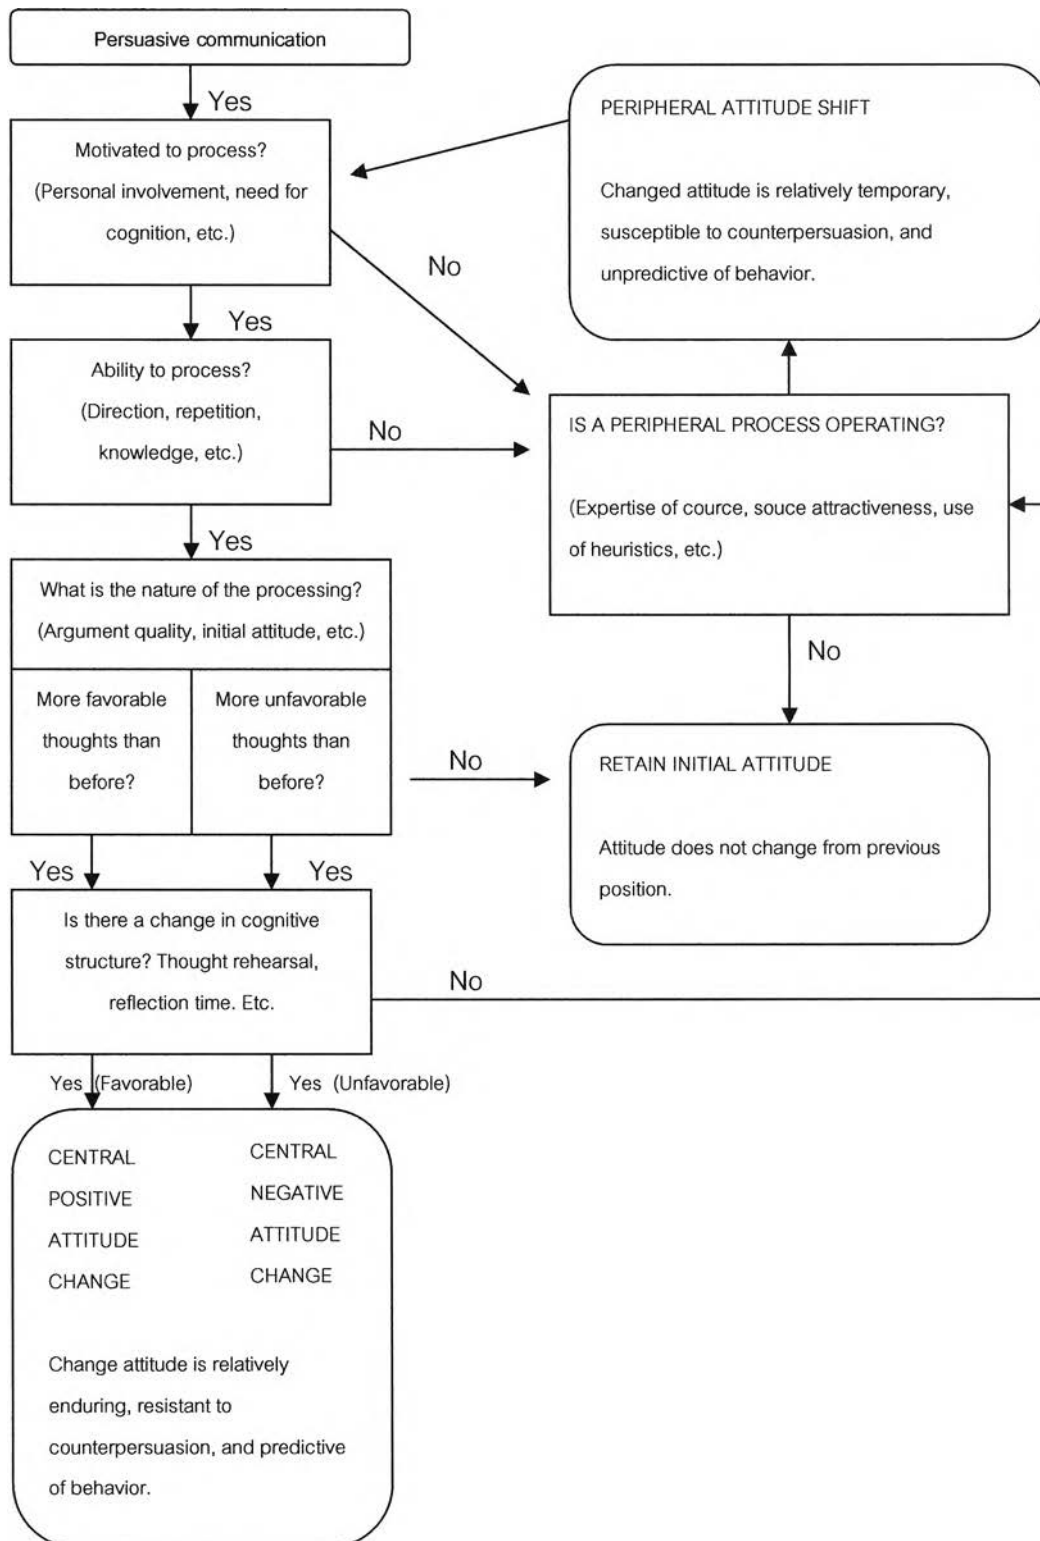 Persuasive communication
Yes
Motivated to process?
(Personal involvement, need for
cognition, etc.)
No
Yes
Ability to process?
(Direction, repetition,
knowledge, etc.)
No
Yes
What is the nature of the processing?
(Argument quality, initial attitude, etc.)
More favorable
thoughts than
before?
More unfavorable
thoughts than
before?
No
Yes
Yes
Is there a change in cognitive
structure? Thought rehearsal,
reflection time. Etc.
No
Yes (Favorable)
Yes (Unfavorable)
CENTRAL
POSITIVE
ATTITUDE
CHANGE
CENTRAL
NEGATIVE
ATTITUDE
CHANGE
Change attitude is relatively
enduring, resistant to
counterpersuasion, and predictive
of behavior.
PERIPHERAL ATTITUDE SHIFT
Changed attitude is relatively temporary,
susceptible to counterpersuasion, and
unpredictive of behavior.
IS A PERIPHERAL PROCESS OPERATING?
(Expertise of cource, souce attractiveness, use
of heuristics, etc.)
No
RETAIN INITIAL ATTITUDE
Attitude does not change from previous
position.